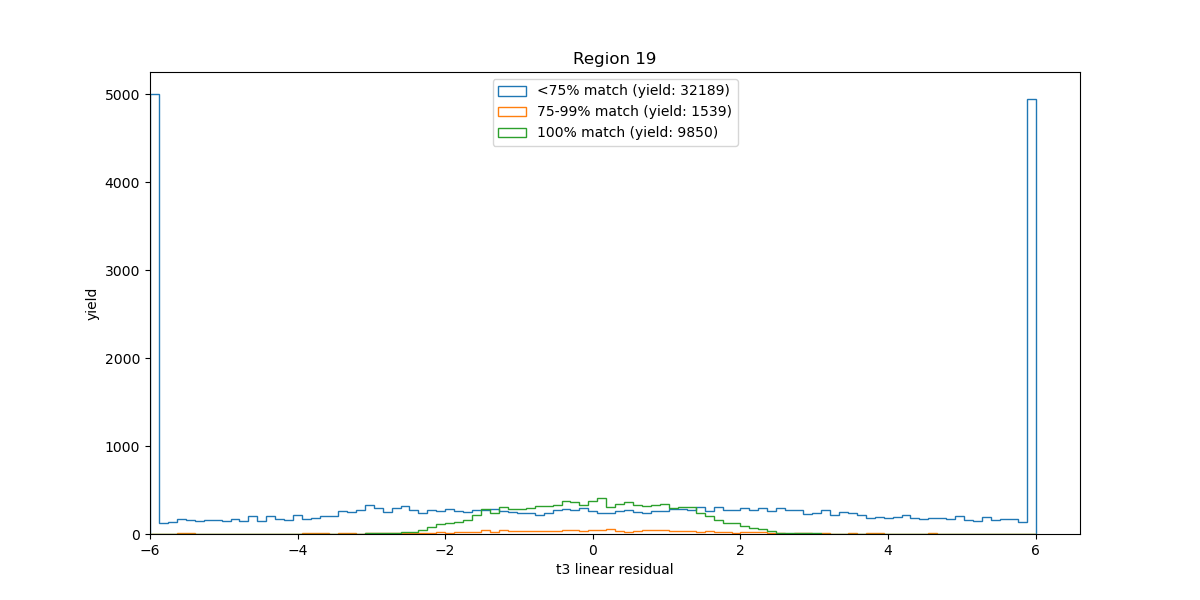 Region 19
<75% match (yield: 32189)
75-99% match (yield: 1539)
100% match (yield: 9850)
5000
4000
3000
2000
1000
0
yield
−6 −4 −2 0 2 4 6
t3 linear residual